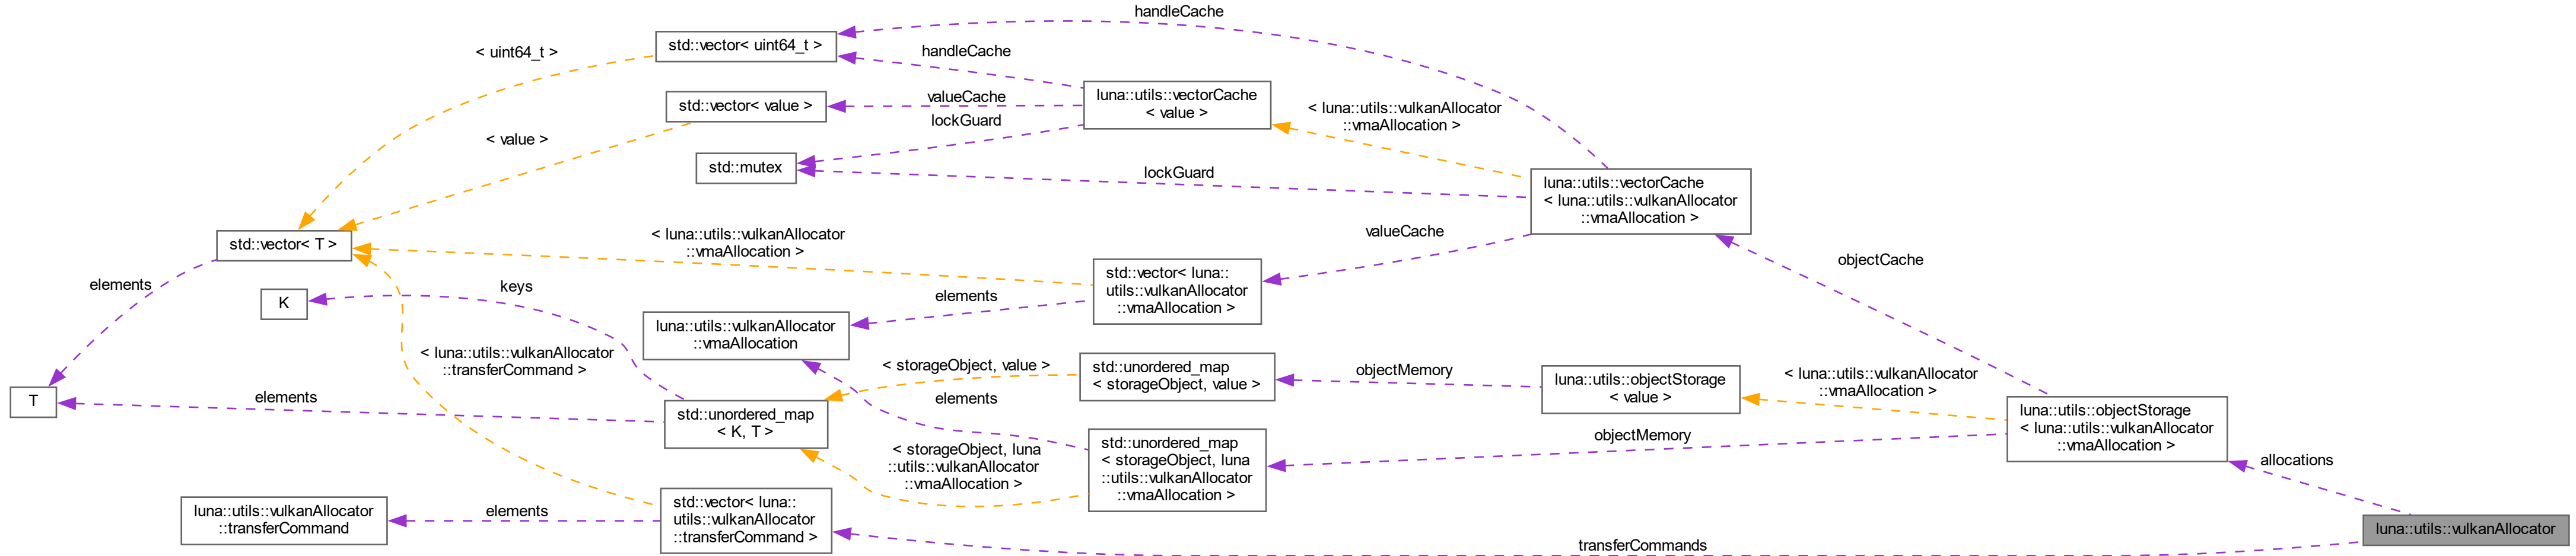 handleCache
std::vector< uint64_t >
< uint64_t >
handleCache
luna::utils::vectorCache
< value >
std::vector< value >
valueCache
lockGuard
< luna::utils::vulkanAllocator
::vmaAllocation >
< value >
std::mutex
lockGuard
luna::utils::vectorCache
< luna::utils::vulkanAllocator
::vmaAllocation >
std::vector< T >
< luna::utils::vulkanAllocator
::vmaAllocation >
valueCache
objectCache
elements
K
keys
std::vector< luna::
utils::vulkanAllocator
::vmaAllocation >
elements
luna::utils::vulkanAllocator
::vmaAllocation
< luna::utils::vulkanAllocator
::transferCommand >
< storageObject, value >
std::unordered_map
< storageObject, value >
objectMemory
luna::utils::objectStorage
< value >
< luna::utils::vulkanAllocator
::vmaAllocation >
T
elements
elements
std::unordered_map
< K, T >
luna::utils::objectStorage
< luna::utils::vulkanAllocator
::vmaAllocation >
objectMemory
< storageObject, luna
::utils::vulkanAllocator
::vmaAllocation >
std::unordered_map
< storageObject, luna
::utils::vulkanAllocator
::vmaAllocation >
allocations
luna::utils::vulkanAllocator
::transferCommand
elements
std::vector< luna::
utils::vulkanAllocator
::transferCommand >
transferCommands
luna::utils::vulkanAllocator